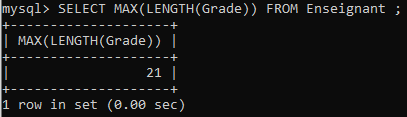 mysql> SELECT MAX(LENGTH(Grade)) FROM Enseignant ;
+--------------------+
| MAX(LENGTH(Grade)) |
+--------------------+
|                 21 |
+--------------------+
1 row in set (0.00 sec)